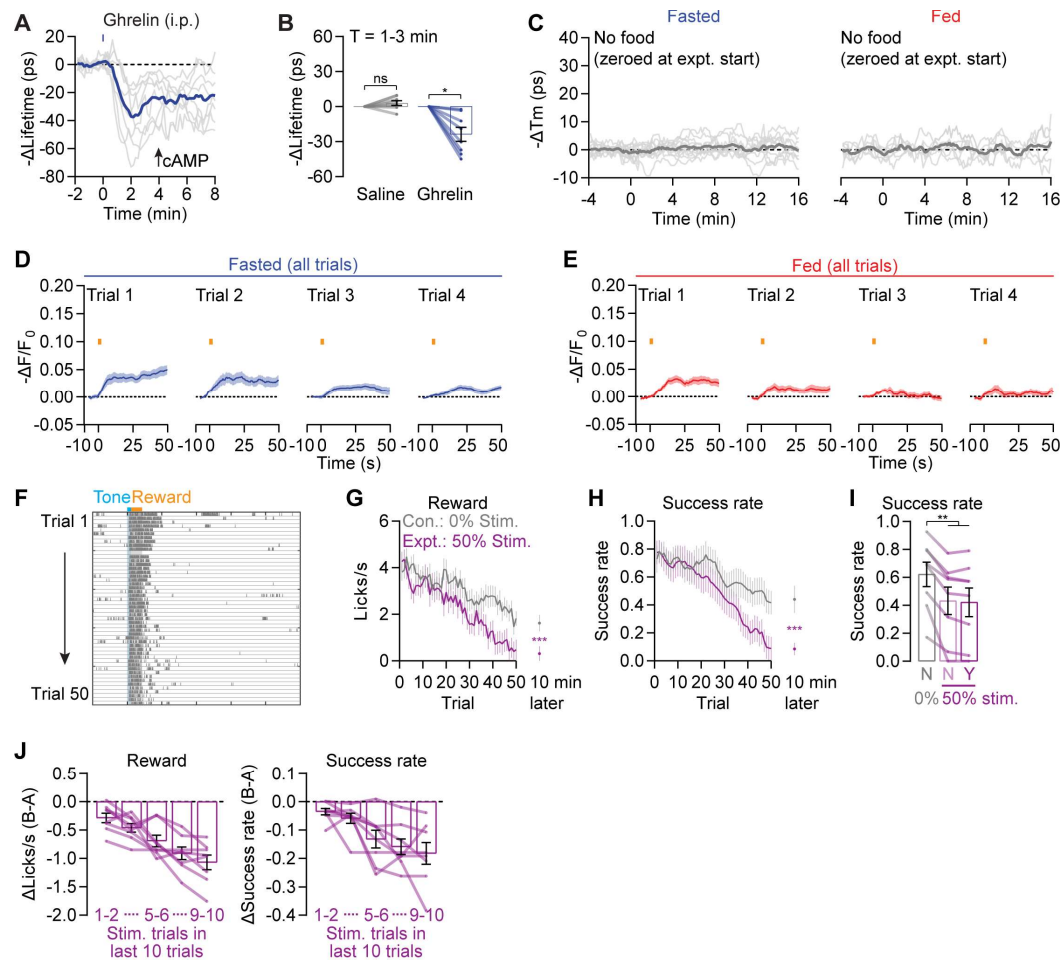 A
Ghrelin (i.p.)
-ΔLifetime (ps)
20
0
-20
-40
-60
-80
cAMP
-2 0 2 4 6 8
Time (min)
B
T = 1-3 min
-ΔLifetime (ps)
60
30
0
-30
-60
ns
*
Saline Ghrelin
C
Fasted
Fed
-ΔTm (ps)
40
30
20
10
0
-10
No food
(zeroed at expt. start)
No food
(zeroed at expt. start)
-4 0 4 8 12 16
Time (min)
-4 0 4 8 12 16
Time (min)
D
Fasted (all trials)
Trial 1 Trial 2 Trial 3 Trial 4
-ΔF/F0
0.20
0.15
0.10
0.05
0.00
-0.05
-10 0 25 50
-10 0 25 50
-10 0 25 50
-10 0 25 50
Time (s)
E
Fed (all trials)
Trial 1 Trial 2 Trial 3 Trial 4
-ΔF/F0
0.20
0.15
0.10
0.05
0.00
-0.05
-10 0 25 50
-10 0 25 50
-10 0 25 50
-10 0 25 50
Time (s)
F
Tone Reward
Trial 1
Trial 50
G
Reward
Con.: 0% Stim.
Expt.: 50% Stim.
Licks/s
6
4
2
0
***
0 10 20 30 40 50 10 min
Trial later
H
Success rate
Success rate
1.0
0.8
0.6
0.4
0.2
0.0
***
0 10 20 30 40 50 10 min
Trial later
I
Success rate
Success rate
1.0
0.8
0.6
0.4
0.2
0.0
**
N N Y
0% 50% stim.
J
Reward
ΔLicks/s (B-A)
0.5
0.0
-0.5
-1.0
-1.5
-2.0
1-2 ···· 5-6 ···· 9-10
Stim. trials in
last 10 trials
Success rate
ΔSuccess rate (B-A)
0.1
0.0
-0.1
-0.2
-0.3
-0.4
1-2 ···· 5-6 ···· 9-10
Stim. trials in
last 10 trials